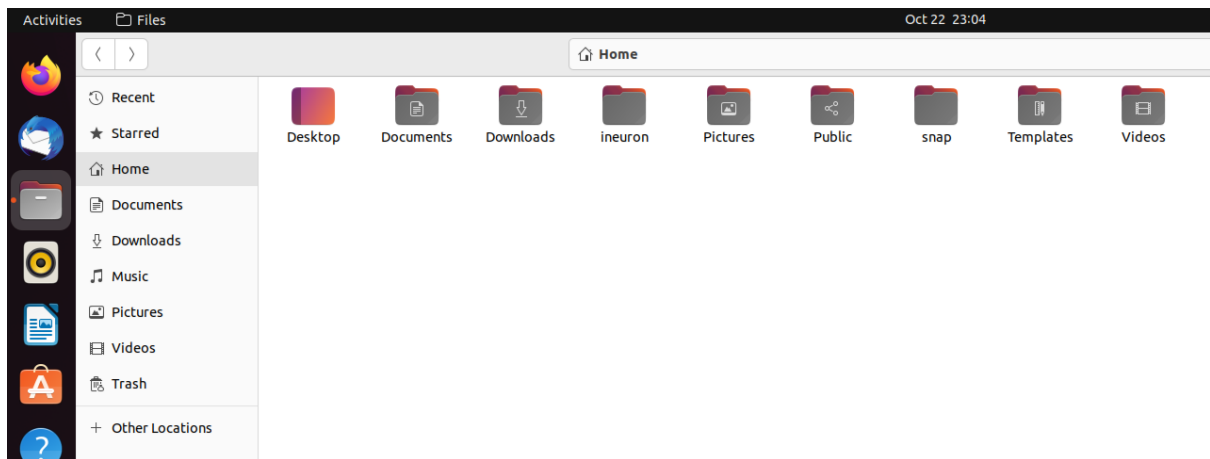 Activities Files Oct 22 23:04
Home
Recent
Starred
Home
Documents
Downloads
Music
Pictures
Videos
Trash
Other Locations
Desktop Documents Downloads ineuron Pictures Public snap Templates Videos